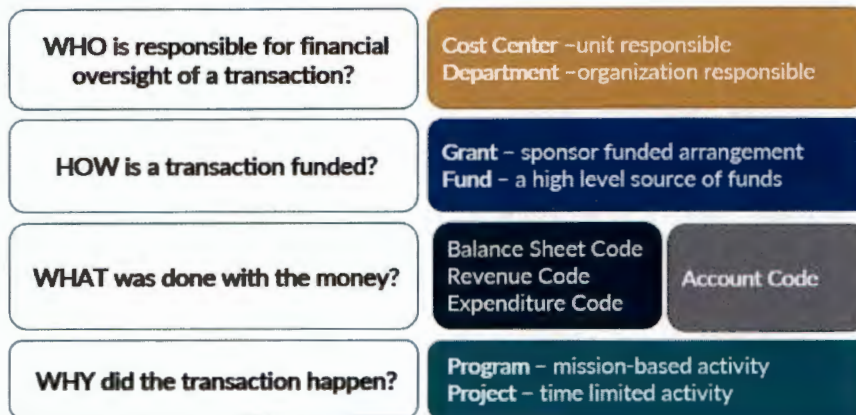 WHO is responsible for financial
oversight of a transaction?
Cost Center –unit responsible
Department –organization responsible
HOW is a transaction funded?
Grant – sponsor funded arrangement
Fund – a high level source of funds
WHAT was done with the money?
Balance Sheet Code
Revenue Code
Expenditure Code
Account Code
WHY did the transaction happen?
Program – mission-based activity
Project – time limited activity